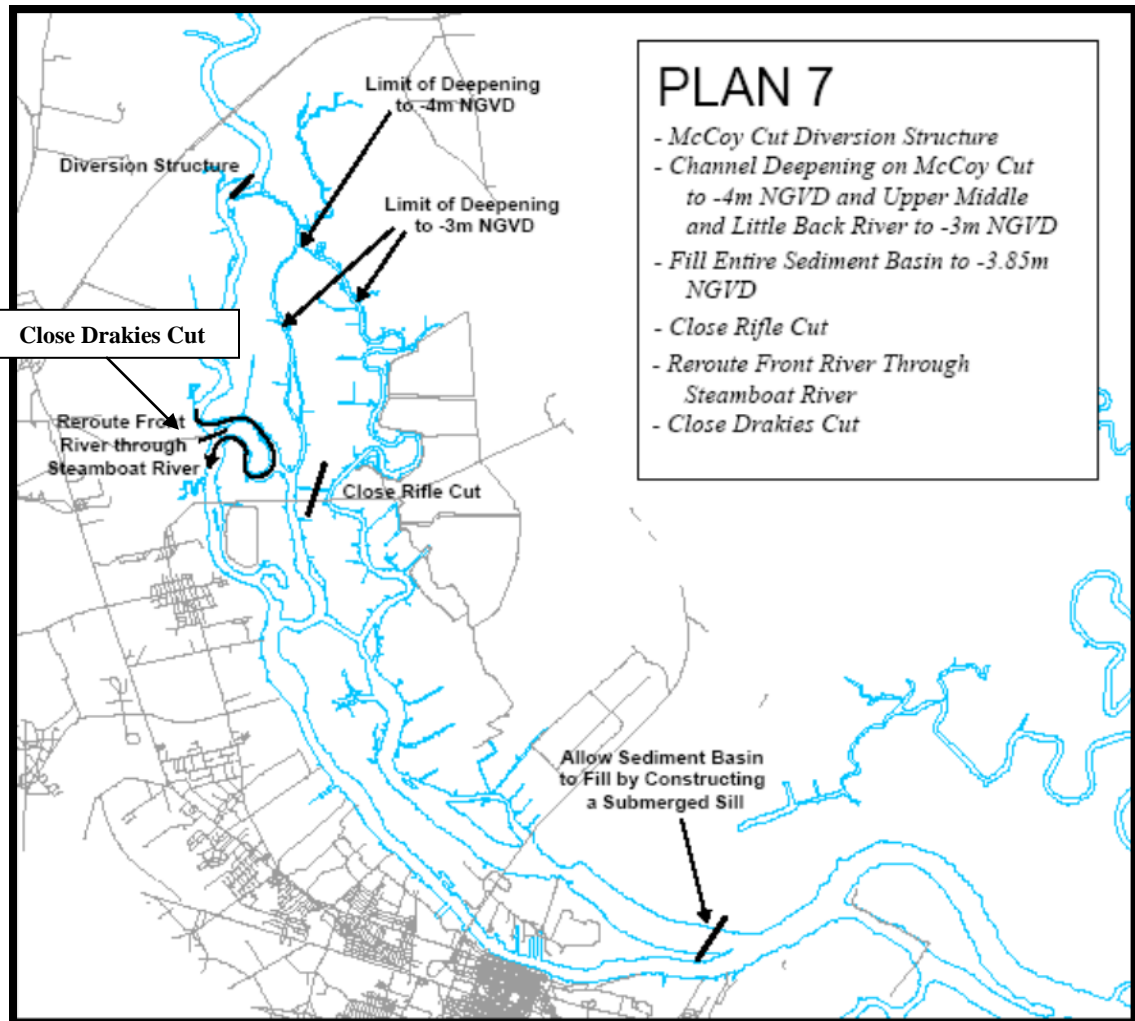 Limit of Deepening
to -4m NGVD
Diversion Structure
Limit of Deepening
to -3m NGVD
Close Drakies Cut
Reroute Front
River through
Steamboat River
Close Rifle Cut
Allow Sediment Basin
to Fill by Constructing
a Submerged Sill
PLAN 7
- McCoy Cut Diversion Structure
- Channel Deepening on McCoy Cut
to -4m NGVD and Upper Middle
and Little Back River to -3m NGVD
- Fill Entire Sediment Basin to -3.85m
NGVD
- Close Rifle Cut
- Reroute Front River Through
Steamboat River
- Close Drakies Cut